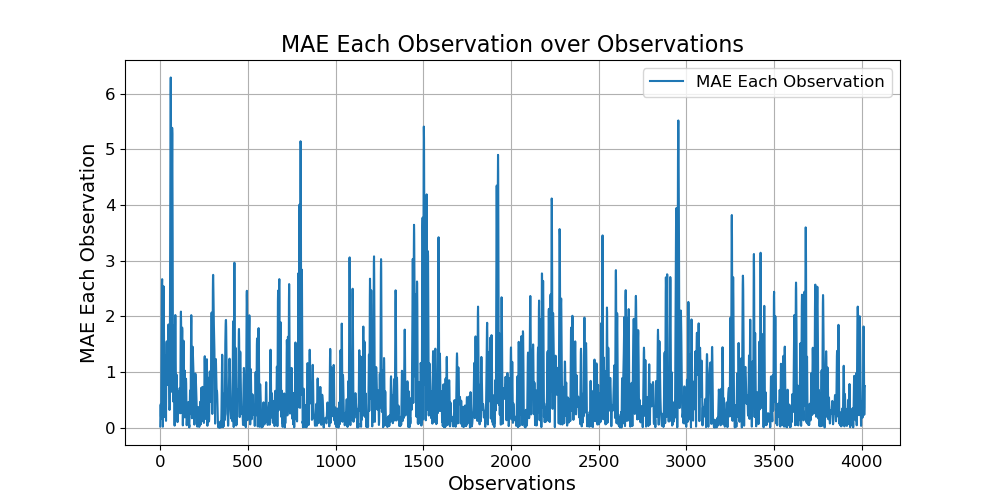 MAE Each Observation over Observations
MAE Each Observation
MAE Each Observation
6
5
4
3
2
1
0
0 500 1000 1500 2000 2500 3000 3500 4000
Observations